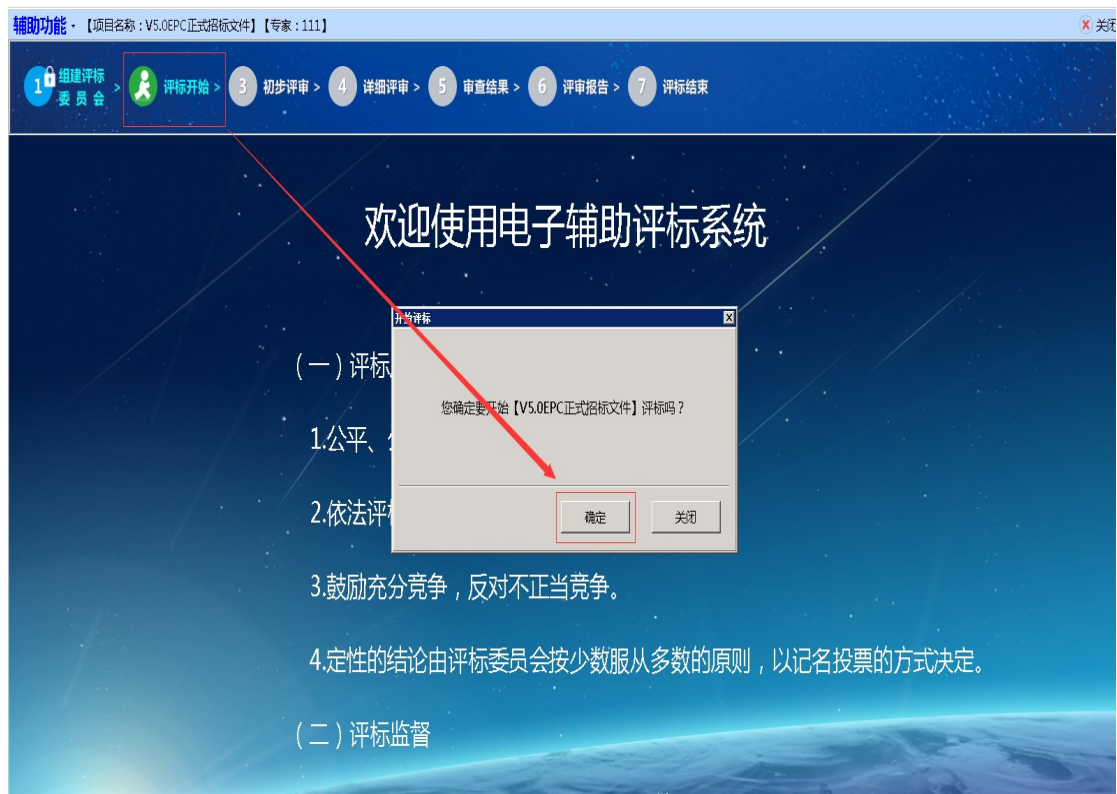 辅助功能 · 【项目名称：V5.0EPC正式招标文件】【专家：111】 关闭
1 组建评标委员会 > 评标开始 > 3 初步评审 > 4 详细评审 > 5 审查结果 > 6 评审报告 > 7 评标结束
欢迎使用电子辅助评标系统
开始评标
（一）评标
您确定要开始【V5.0EPC正式招标文件】评标吗？
1.公平、
2.依法评
确定 关闭
3.鼓励充分竞争，反对不正当竞争。
4.定性的结论由评标委员会按少数服从多数的原则，以记名投票的方式决定。
（二）评标监督